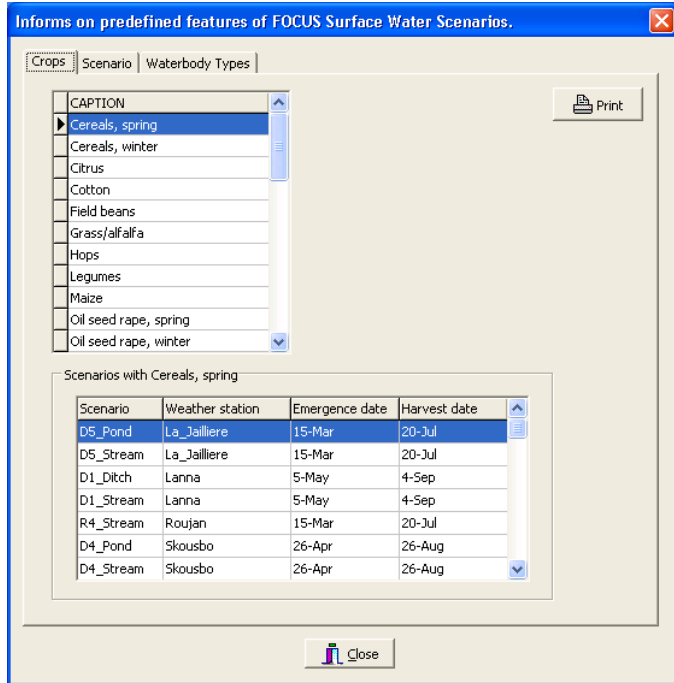 Informs on predefined features of FOCUS Surface Water Scenarios.
Crops Scenario Waterbody Types
Print
CAPTION
Cereals, spring
Cereals, winter
Citrus
Cotton
Field beans
Grass/alfalfa
Hops
Legumes
Maize
Oil seed rape, spring
Oil seed rape, winter
Scenarios with Cereals, spring
Scenario Weather station Emergence date Harvest date
D5_Pond La_Jailliere 15-Mar 20-Jul
D5_Stream La_Jailliere 15-Mar 20-Jul
D1_Ditch Lanna 5-May 4-Sep
D1_Stream Lanna 5-May 4-Sep
R4_Stream Roujan 15-Mar 20-Jul
D4_Pond Skousbo 26-Apr 26-Aug
D4_Stream Skousbo 26-Apr 26-Aug
Close